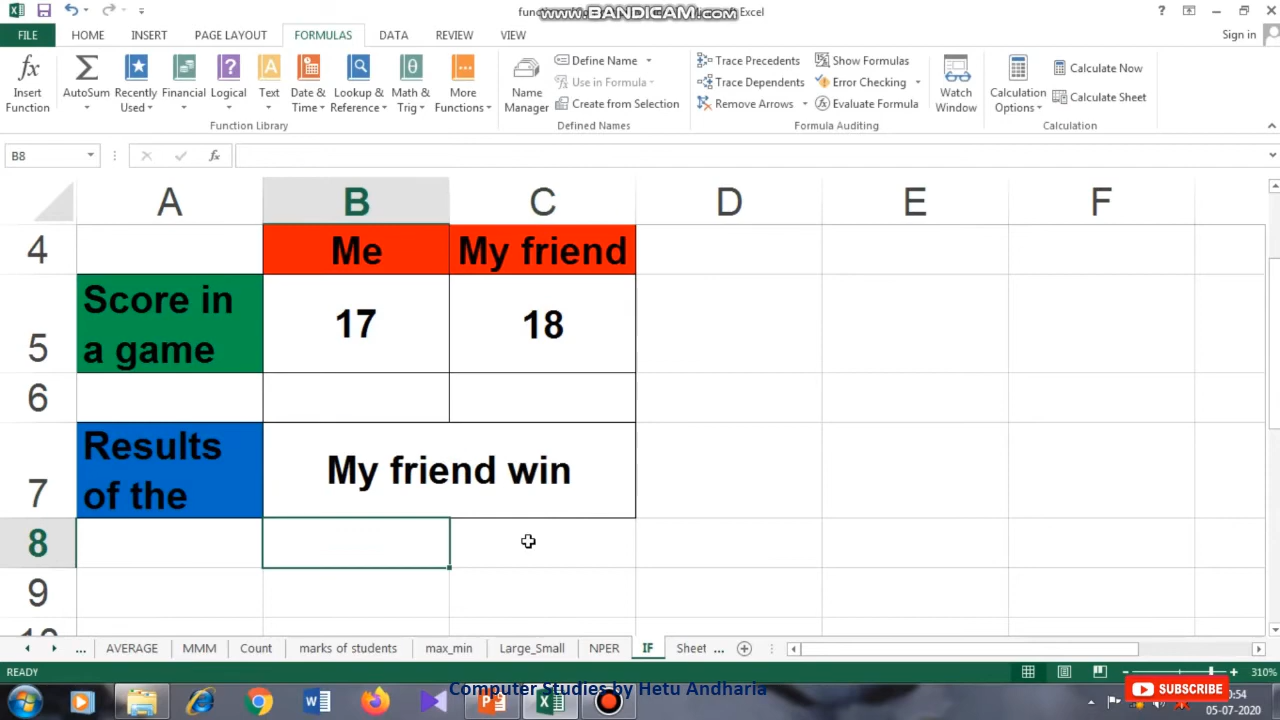 func
www.BANDICAM.com
Excel
Sign in
FILE HOME INSERT PAGE LAYOUT FORMULAS DATA REVIEW VIEW
Insert Function
AutoSum
Recently Used
Financial
Logical
Text
Date & Time
Lookup & Reference
Math & Trig
More Functions
Function Library
Name Manager
Define Name
Use in Formula
Create from Selection
Defined Names
Trace Precedents
Trace Dependents
Remove Arrows
Show Formulas
Error Checking
Evaluate Formula
Formula Auditing
Watch Window
Calculation Options
Calculate Now
Calculate Sheet
Calculation
B8
fx
A B C D E F
4 Me My friend
5 Score in a game 17 18
6
7 Results of the My friend win
8
9
10
... AVERAGE MMM Count marks of students max_min Large_Small NPER IF Sheet ...
READY
310%
Computer Studies by Hetu Andharia
SUBSCRIBE
0:54
05-07-2020